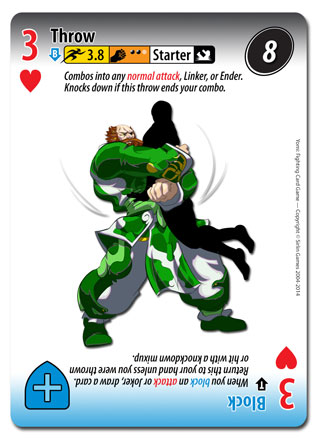 3
Throw
B 3.8 Starter
8
Combos into any normal attack, Linker, or Ender.
Knocks down if this throw ends your combo.
Yomi: Fighting Card Game — Copyright © Sirlin Games 2004-2014
3
Block
When you block an attack or Joker, draw a card.
Return this to your hand unless you were thrown
or hit with a knockdown mixup.